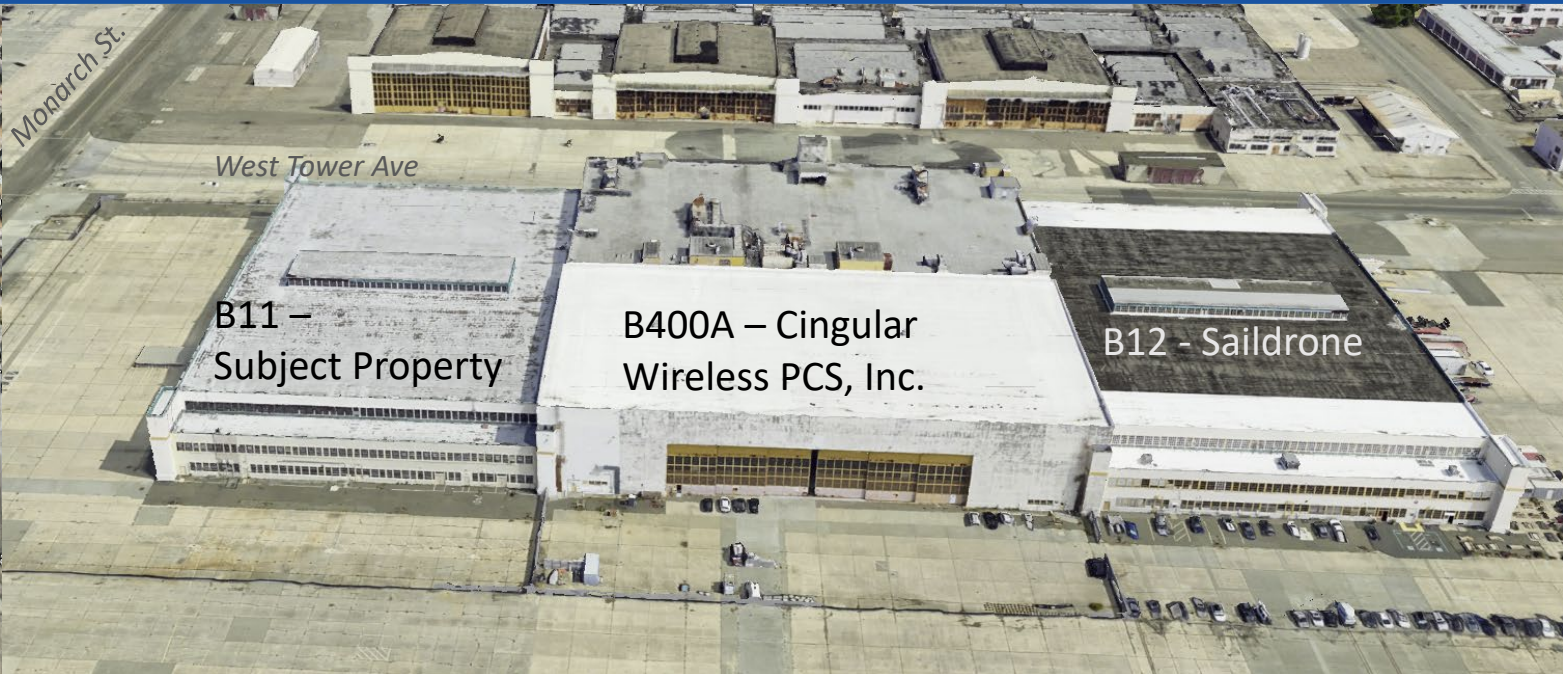 Monarch St.
West Tower Ave
B11 –
Subject Property
B400A – Cingular
Wireless PCS, Inc.
B12 - Saildrone